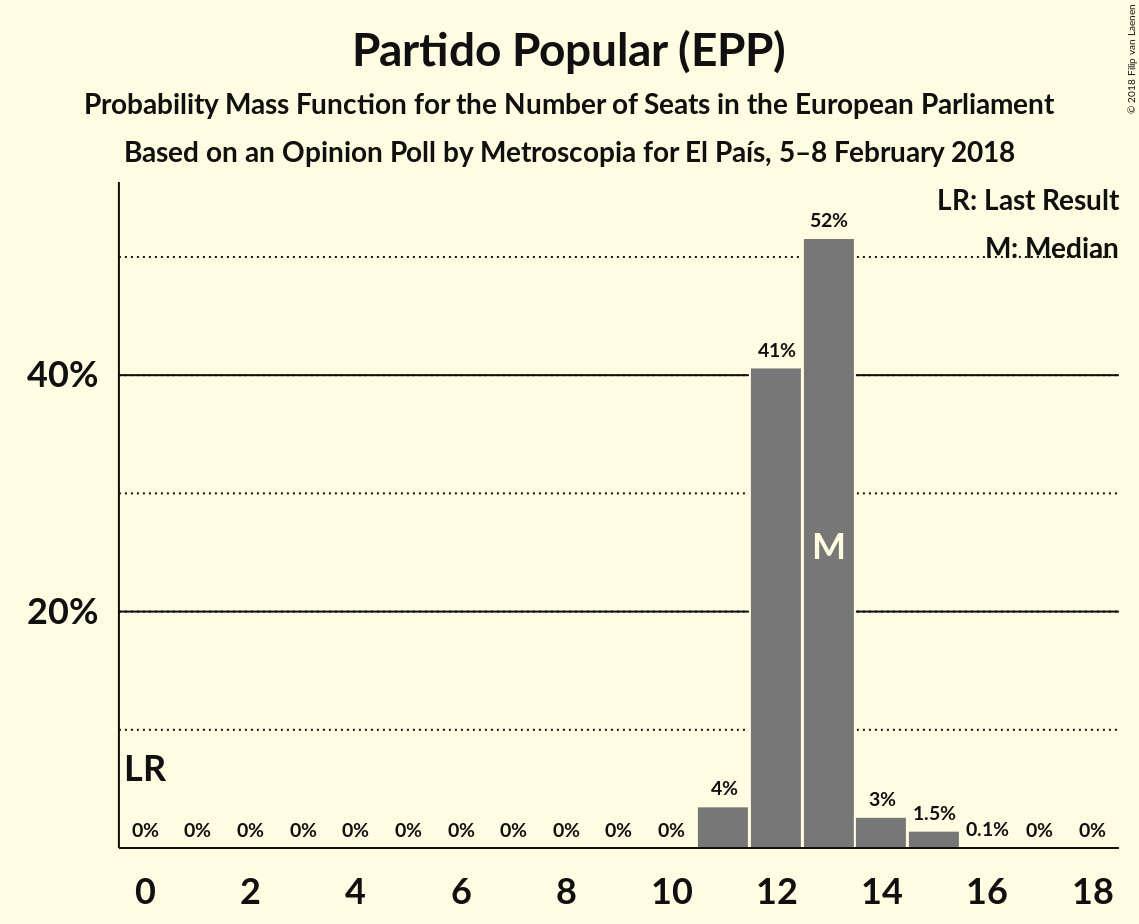 Partido Popular (EPP)
Probability Mass Function for the Number of Seats in the European Parliament
Based on an Opinion Poll by Metroscopia for El País, 5–8 February 2018
© 2018 Filip van Laenen
LR: Last Result
M: Median
52%
41%
40%
M
20%
LR
4%
3%
1.5%
0% 0% 0% 0% 0% 0% 0% 0% 0% 0% 0% 0.1% 0% 0%
0 2 4 6 8 10 12 14 16 18